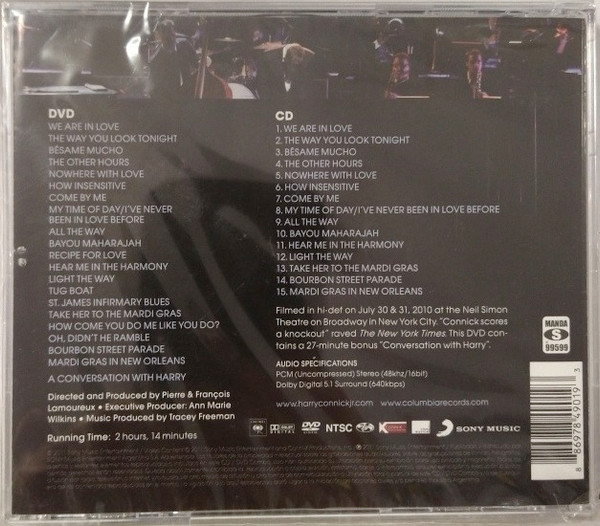 DVD
WE ARE IN LOVE
THE WAY YOU LOOK TONIGHT
BÉSAME MUCHO
THE OTHER HOURS
NOWHERE WITH LOVE
HOW INSENSITIVE
COME BY ME
MY TIME OF DAY/I'VE NEVER
BEEN IN LOVE BEFORE
ALL THE WAY
BAYOU MAHARAJAH
RECIPE FOR LOVE
HEAR ME IN THE HARMONY
LIGHT THE WAY
TUG BOAT
ST. JAMES INFIRMARY BLUES
TAKE HER TO THE MARDI GRAS
HOW COME YOU DO ME LIKE YOU DO?
OH, DIDN'T HE RAMBLE
BOURBON STREET PARADE
MARDI GRAS IN NEW ORLEANS
A CONVERSATION WITH HARRY
Directed and Produced by Pierre & François
Lamoureux • Executive Producer: Ann Marie
Wilkins • Music Produced by Tracey Freeman
Running Time: 2 hours, 14 minutes
CD
1. WE ARE IN LOVE
2. THE WAY YOU LOOK TONIGHT
3. BÉSAME MUCHO
4. THE OTHER HOURS
5. NOWHERE WITH LOVE
6. HOW INSENSITIVE
7. COME BY ME
8. MY TIME OF DAY/I'VE NEVER BEEN IN LOVE BEFORE
9. ALL THE WAY
10. BAYOU MAHARAJAH
11. HEAR ME IN THE HARMONY
12. LIGHT THE WAY
13. TAKE HER TO THE MARDI GRAS
14. BOURBON STREET PARADE
15. MARDI GRAS IN NEW ORLEANS
Filmed in hi-def on July 30 & 31, 2010 at the Neil Simon
Theatre on Broadway in New York City. "Connick scores
a knockout" raved The New York Times. This DVD con-
tains a 27-minute bonus "Conversation with Harry".
AUDIO SPECIFICATIONS
PCM (Uncompressed) Stereo (48khz/16bit)
Dolby Digital 5.1 Surround (640kbps)
www.harryconnickjr.com www.columbiarecords.com
DOLBY DIGITAL DVD VIDEO NTSC SONY MUSIC
MANDA
S
99599
8 86978 49019 3